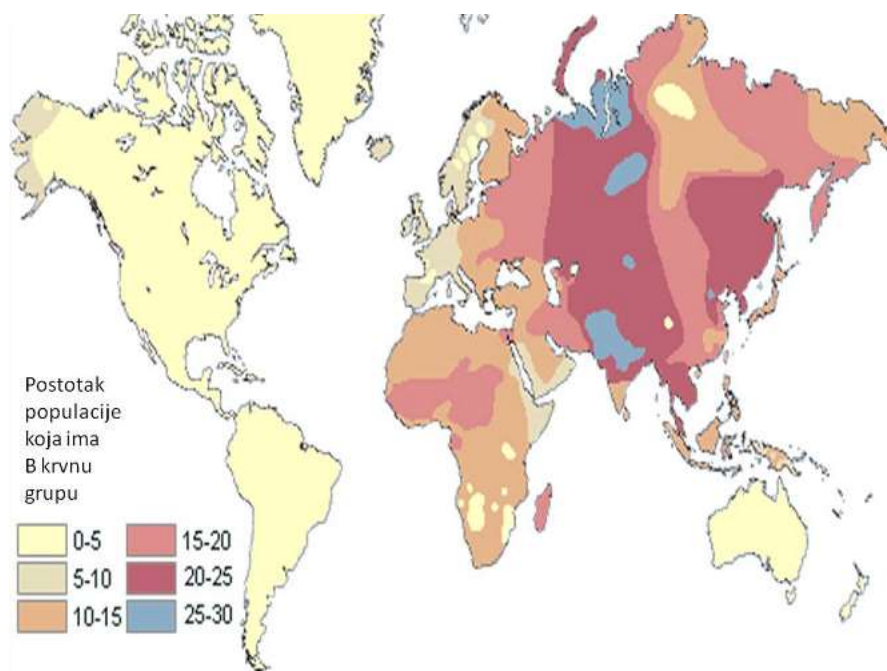 Postotak
populacije
koja ima
B krvnu
grupu
0-5
15-20
5-10
20-25
10-15
25-30